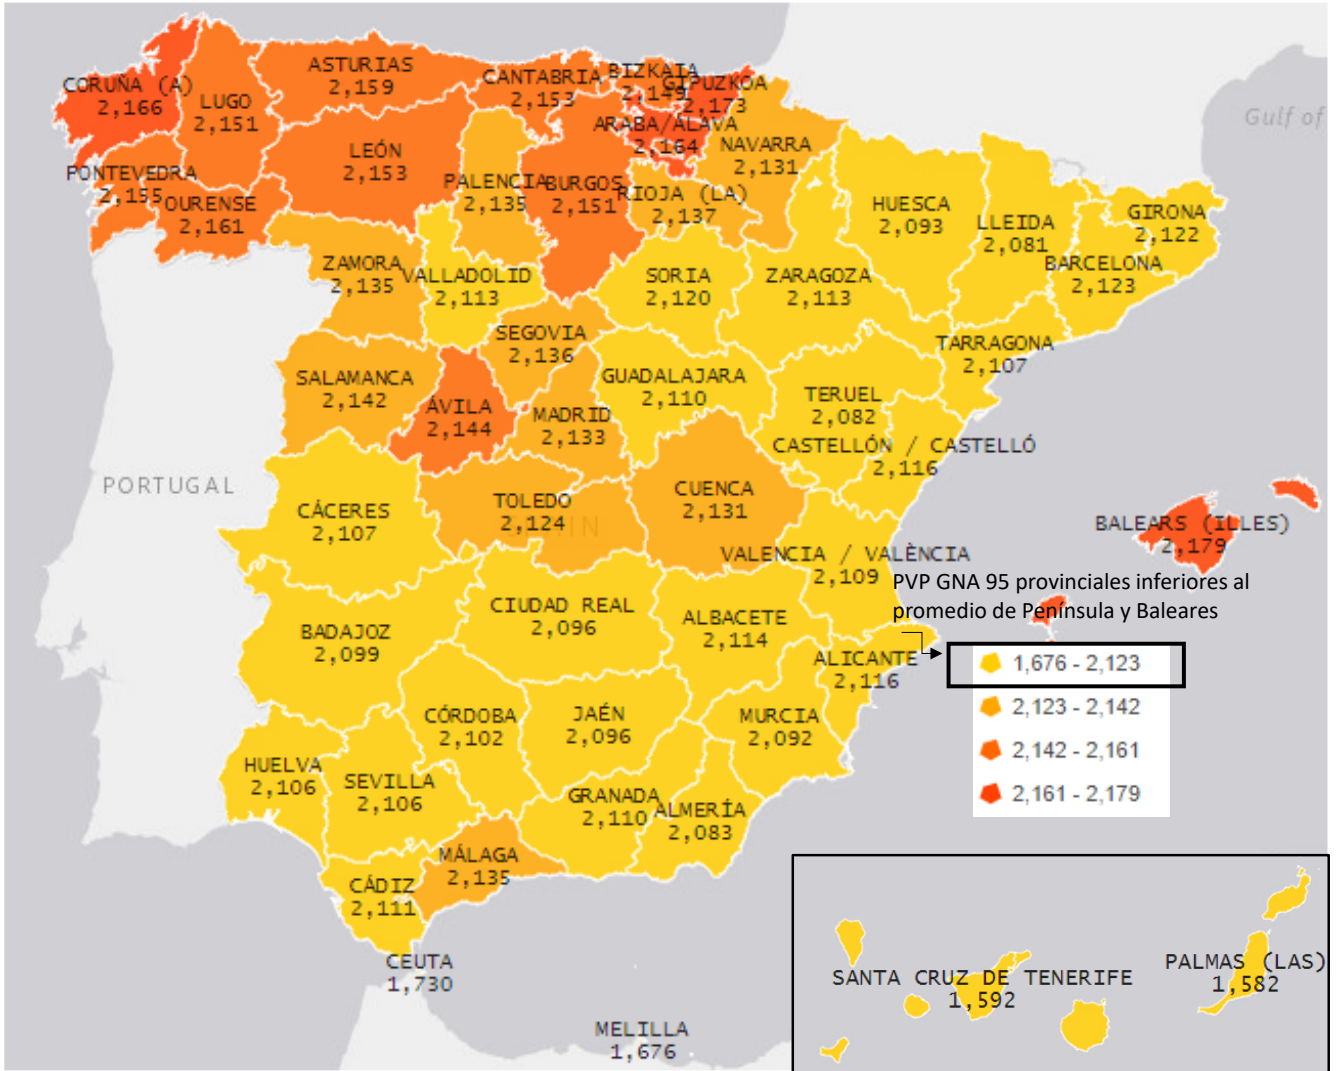 Gulf of
CORUÑA (A)
2,166
LUGO
2,151
ASTURIAS
2,159
CANTABRIA
2,153
BIZKAIA
2,149
GIPUZKOA
2,173
ARABA/ÁLAVA
2,164
NAVARRA
2,131
PONTEVEDRA
2,155
OURENSE
2,161
LEÓN
2,153
PALENCIA
2,135
BURGOS
2,151
RIOJA (LA)
2,137
HUESCA
2,093
LLEIDA
2,081
GIRONA
2,122
BARCELONA
2,123
ZAMORA
2,135
VALLADOLID
2,113
SORIA
2,120
ZARAGOZA
2,113
TARRAGONA
2,107
SEGOVIA
2,136
SALAMANCA
2,142
ÁVILA
2,144
MADRID
2,133
GUADALAJARA
2,110
TERUEL
2,082
CASTELLÓN / CASTELLÓ
2,116
PORTUGAL
CÁCERES
2,107
TOLEDO
2,124
CUENCA
2,131
VALENCIA / VALÈNCIA
2,109
BALEARS (ILLES)
2,179
PVP GNA 95 provinciales inferiores al
promedio de Península y Baleares
1,676 - 2,123
2,123 - 2,142
2,142 - 2,161
2,161 - 2,179
BADAJOZ
2,099
CIUDAD REAL
2,096
ALBACETE
2,114
ALICANTE
2,116
CÓRDOBA
2,102
JAÉN
2,096
MURCIA
2,092
HUELVA
2,106
SEVILLA
2,106
GRANADA
2,110
ALMERÍA
2,083
MÁLAGA
2,135
CÁDIZ
2,111
CEUTA
1,730
MELILLA
1,676
SANTA CRUZ DE TENERIFE
1,592
PALMAS (LAS)
1,582